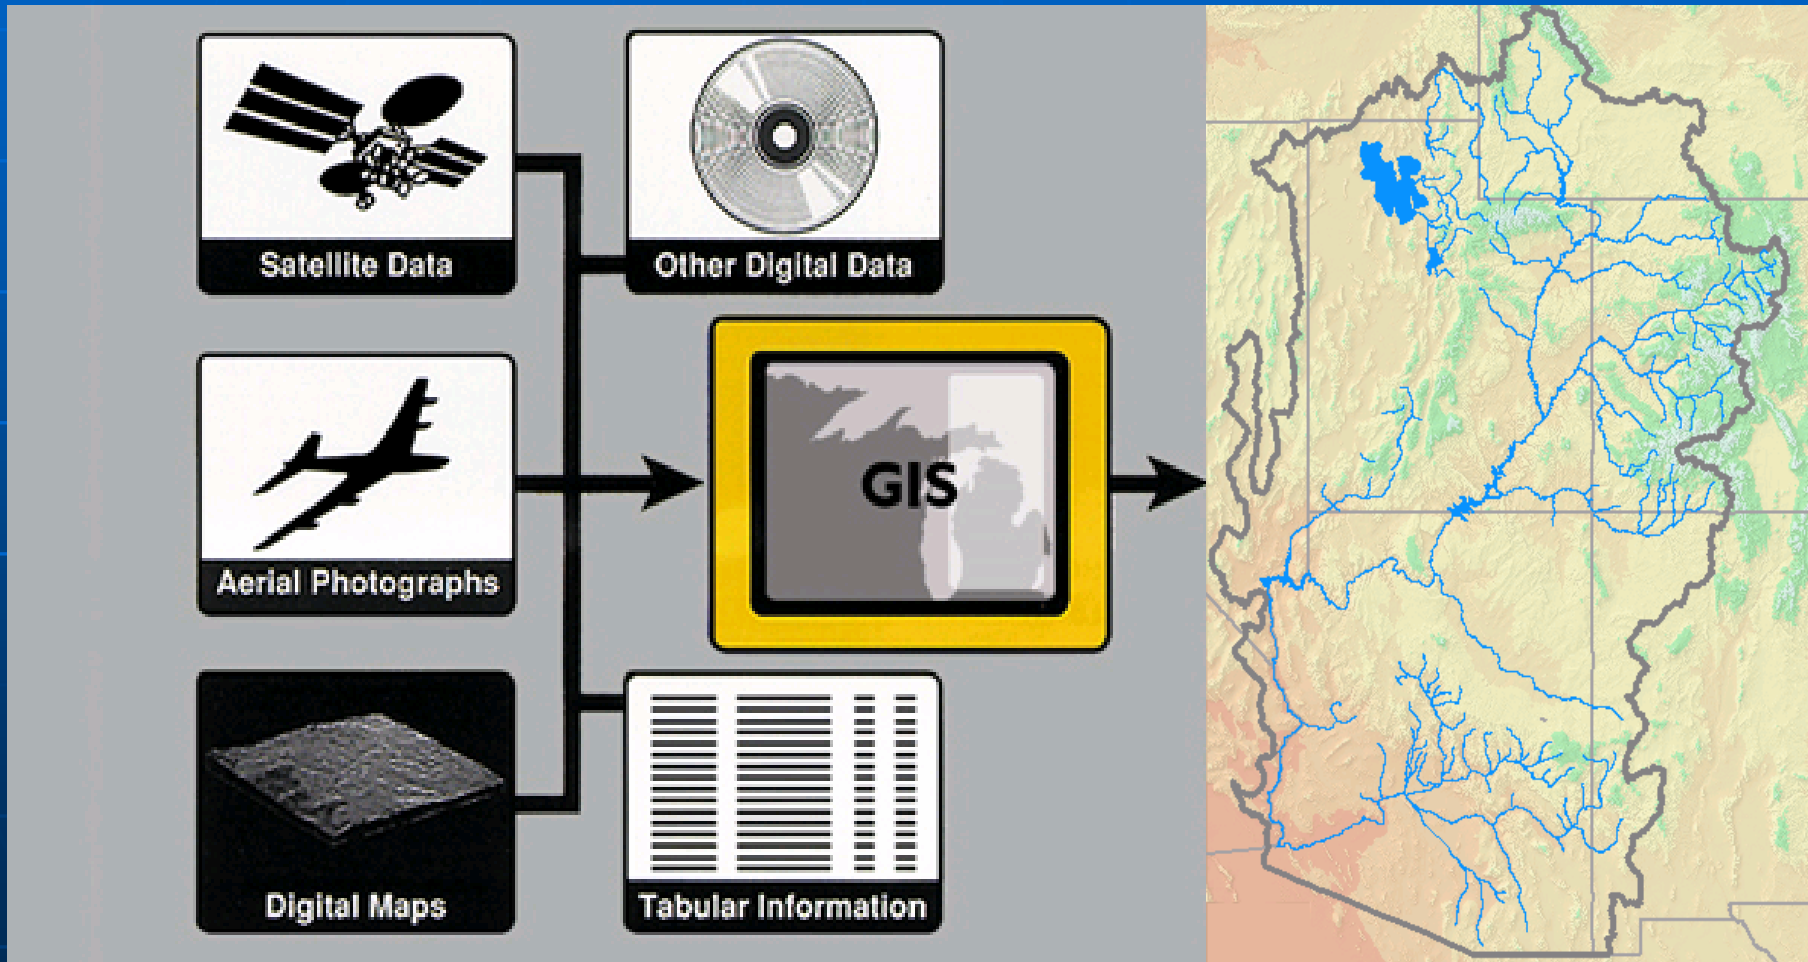 Satellite Data
Other Digital Data
Aerial Photographs
GIS
Digital Maps
Tabular Information